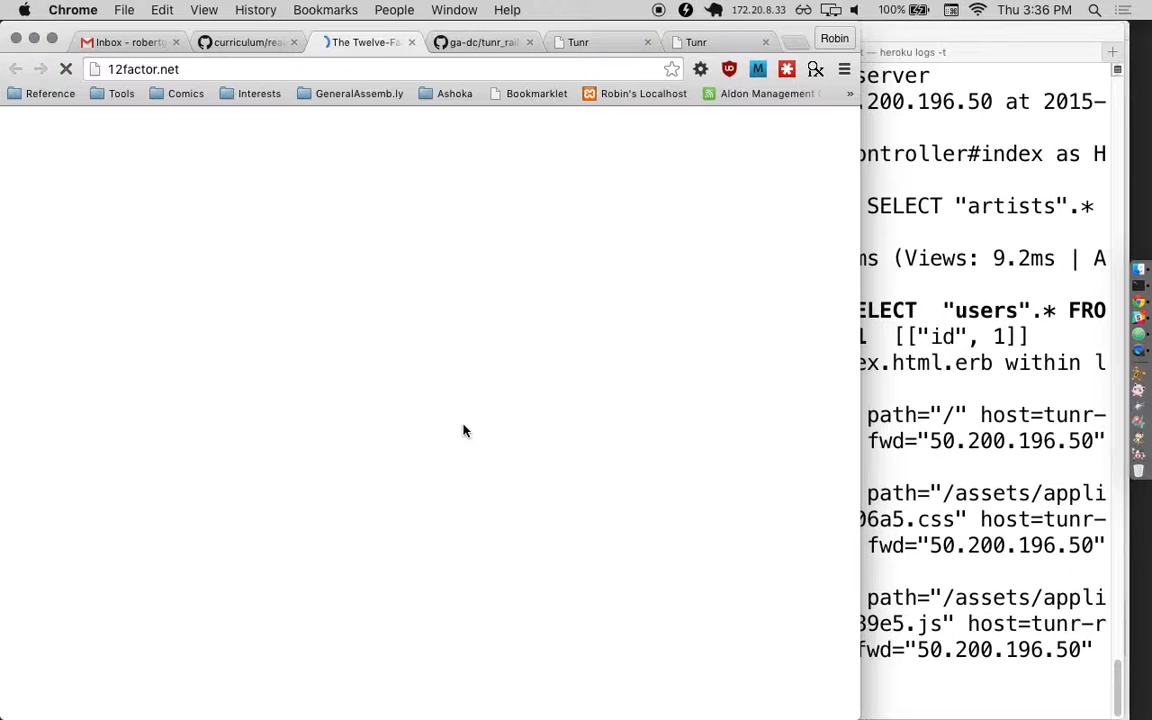 Chrome File Edit View History Bookmarks People Window Help 172.20.8.33 100% Thu 3:36 PM
Inbox - robertg
curriculum/rea
The Twelve-Fa
ga-dc/tunr_rail
Tunr
Tunr
Robin
— heroku logs -t
12factor.net
Reference Tools Comics Interests GeneralAssemb.ly Ashoka Bookmarklet Robin's Localhost Aldon Management »
server
.200.196.50 at 2015-
ontroller#index as H
SELECT "artists".*
ms (Views: 9.2ms | A
ELECT "users".* FRO
1 [["id", 1]]
ex.html.erb within l
path="/" host=tunr-
fwd="50.200.196.50"
path="/assets/appli
06a5.css" host=tunr-
fwd="50.200.196.50"
path="/assets/appli
39e5.js" host=tunr-r
fwd="50.200.196.50"